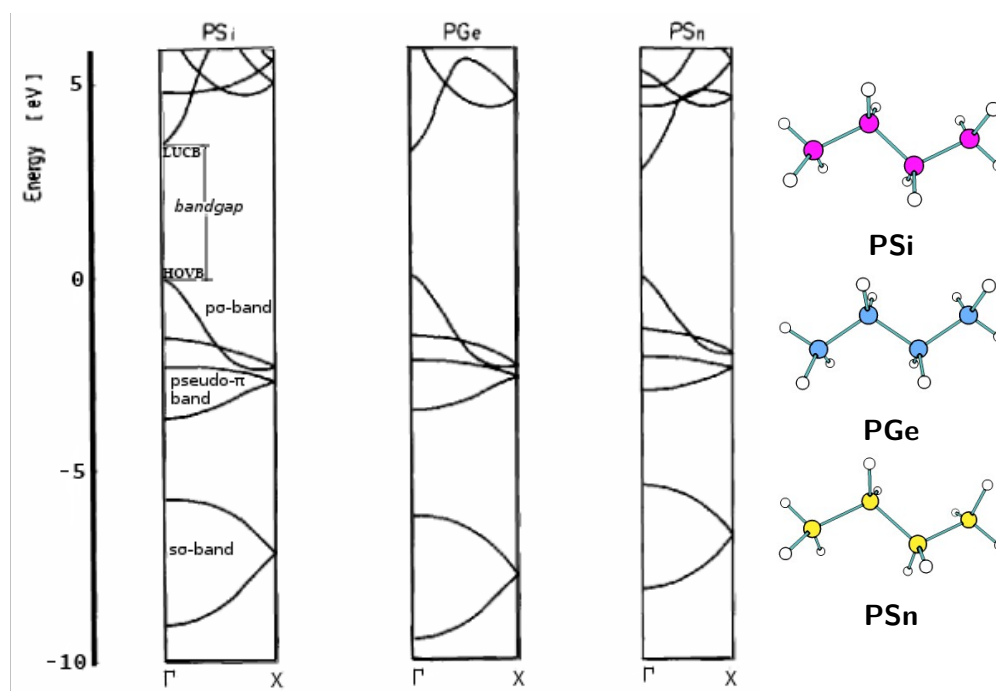 PSi
PGe
PSn
Energy [eV]
5
0
-5
-10
LUCB
bandgap
HOVB
pσ-band
pseudo-π
band
sσ-band
Γ
X
Γ
X
Γ
X
PSi
PGe
PSn